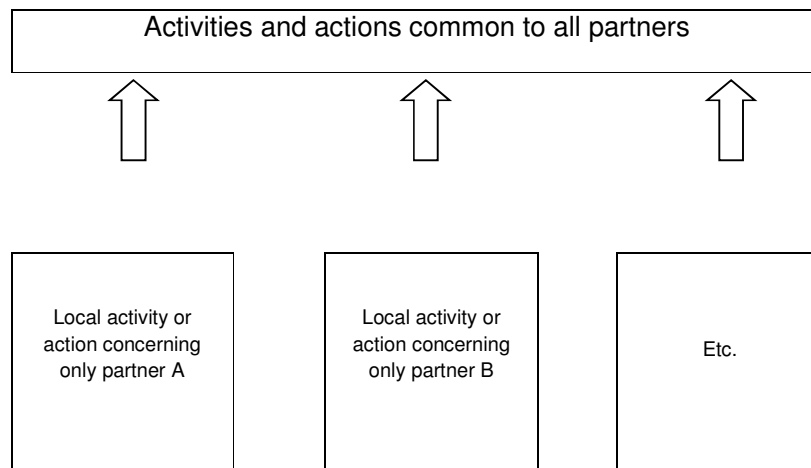 Activities and actions common to all partners
Local activity or
action concerning
only partner A
Local activity or
action concerning
only partner B
Etc.